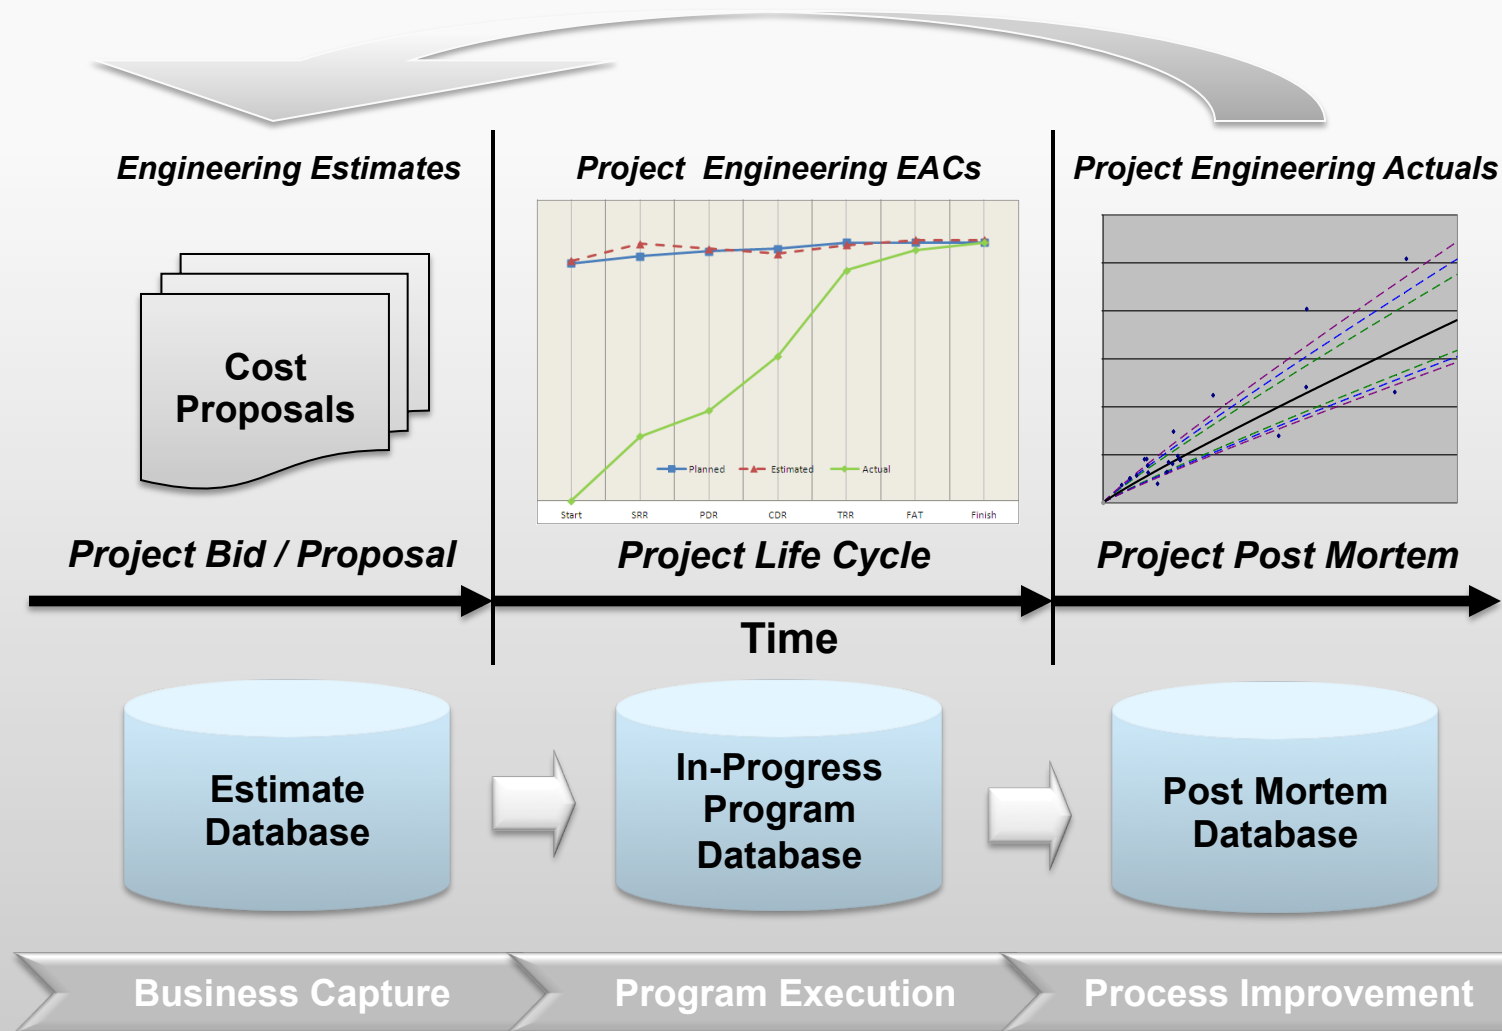 Engineering Estimates
Project Engineering EACs
Project Engineering Actuals
Cost
Proposals
Planned
Estimated
Actual
Start
SRR
PDR
CDR
TRR
FAT
Finish
Project Bid / Proposal
Project Life Cycle
Project Post Mortem
Time
Estimate
Database
In-Progress
Program
Database
Post Mortem
Database
Business Capture
Program Execution
Process Improvement